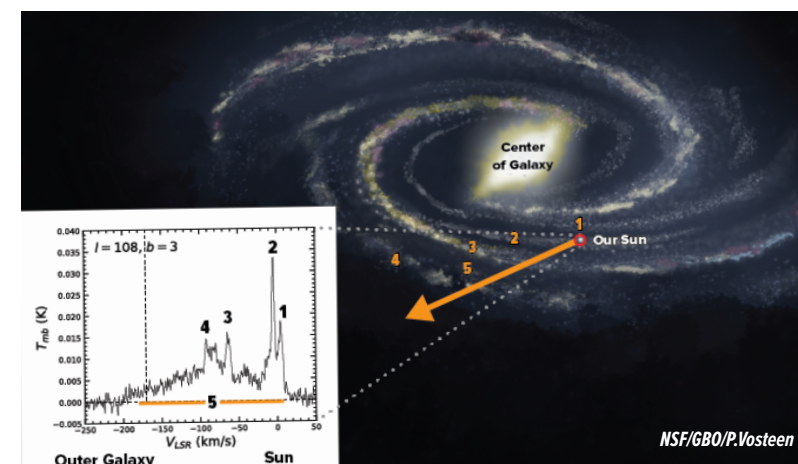 Center
of Galaxy
1
2
Our Sun
3
4
5
l = 108, b = 3
2
1
3
4
5
0.040
0.035
0.030
0.025
0.020
0.015
0.010
0.005
0.000
−0.005
Tmb (K)
−250 −200 −150 −100 −50 0 50
VLSR (km/s)
Outer Galaxy Sun
NSF/GBO/P.Vosteen